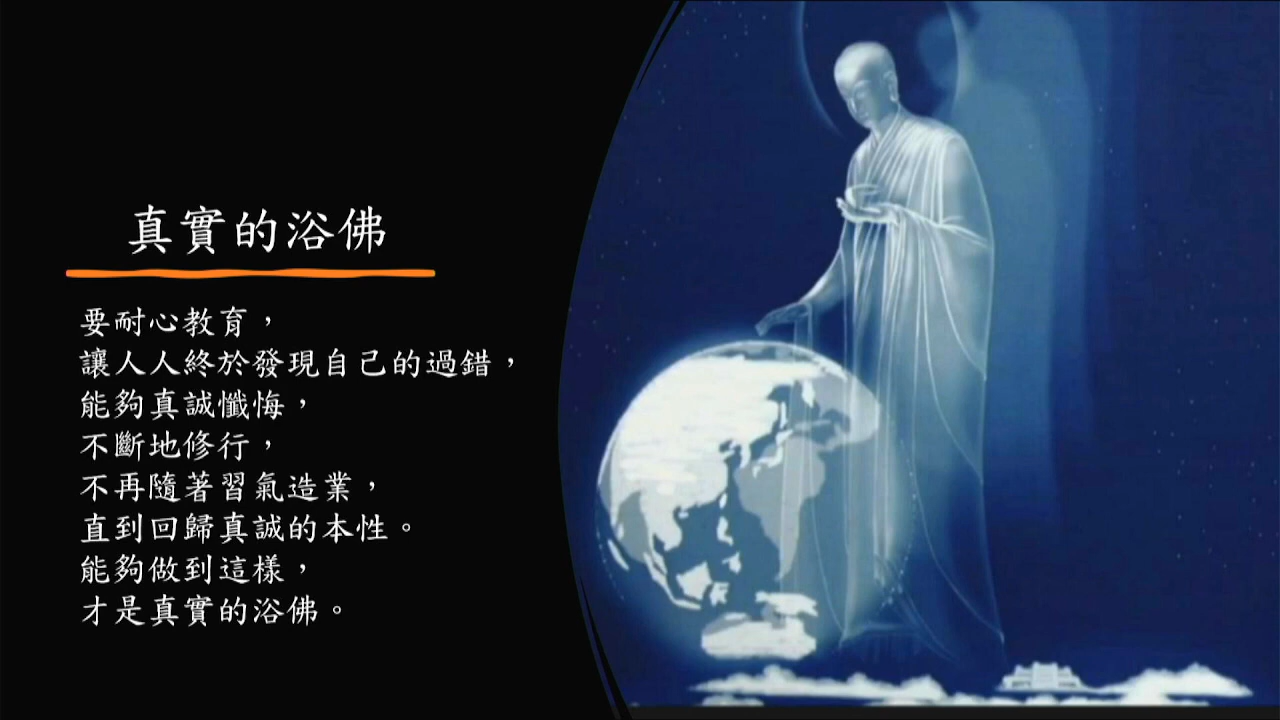 真實的浴佛
要耐心教育，
讓人人終於發現自己的過錯，
能夠真誠懺悔，
不斷地修行，
不再隨著習氣造業，
直到回歸真誠的本性。
能夠做到這樣，
才是真實的浴佛。